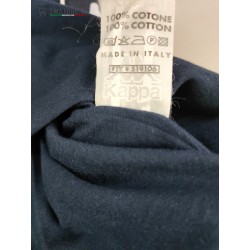 100% COTONE
100% COTTON
MADE IN ITALY
Kappa